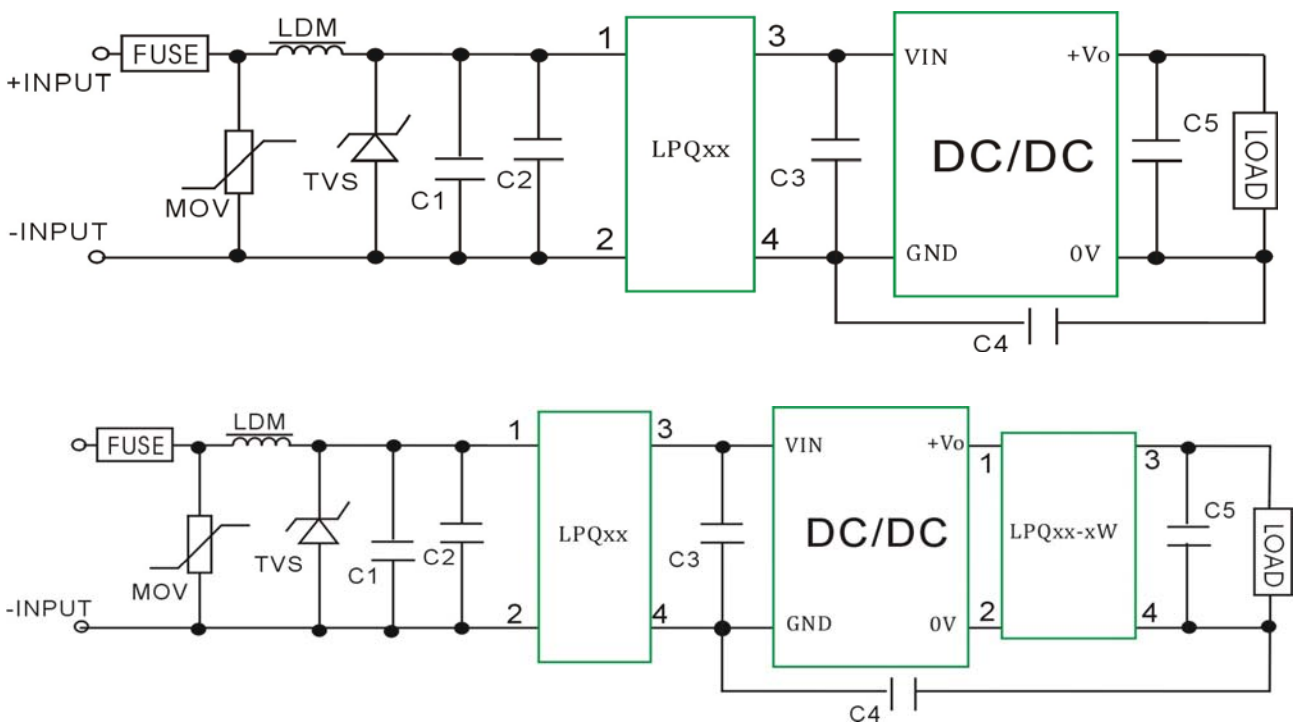 LDM
1
3
FUSE
VIN
+Vo
+INPUT
C5
LOAD
LPQxx
DC/DC
C3
TVS
C1
C2
MOV
-INPUT
2
4
GND
0V
C4
LDM
1
3
FUSE
VIN
+Vo
1
3
C5
LOAD
LPQxx
DC/DC
LPQxx-xW
C3
TVS
C1
C2
MOV
-INPUT
2
4
GND
0V
2
4
C4